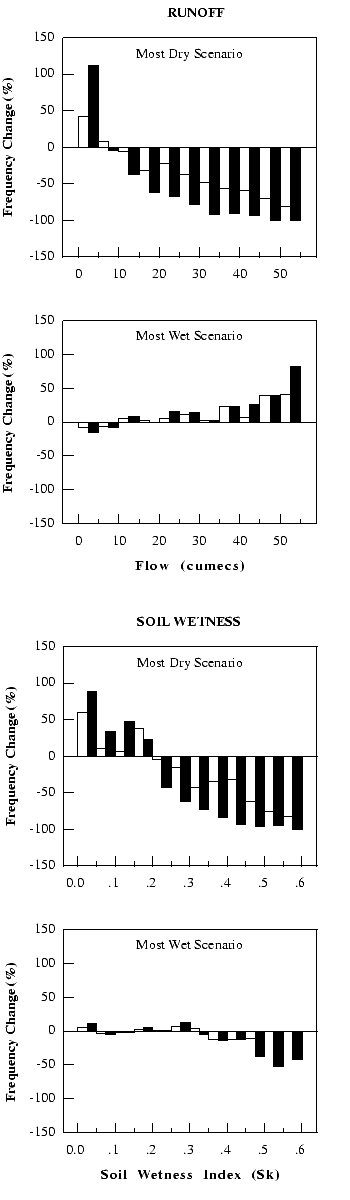 RUNOFF
Most Dry Scenario
Frequency Change (%)
150
100
50
0
-50
-100
-150
0 10 20 30 40 50
Most Wet Scenario
Frequency Change (%)
150
100
50
0
-50
-100
-150
0 10 20 30 40 50
Flow (cumecs)
SOIL WETNESS
Most Dry Scenario
Frequency Change (%)
150
100
50
0
-50
-100
-150
0.0 .1 .2 .3 .4 .5 .6
Most Wet Scenario
Frequency Change (%)
150
100
50
0
-50
-100
-150
0.0 .1 .2 .3 .4 .5 .6
Soil Wetness Index (Sk)